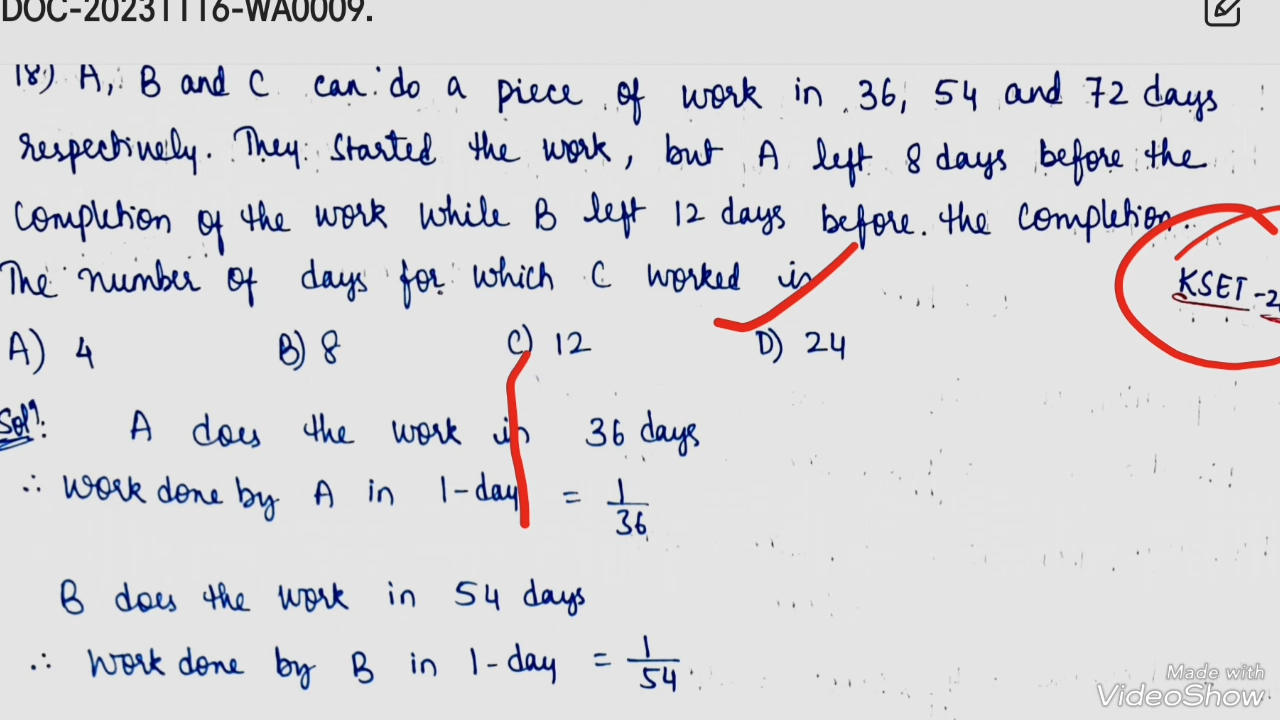 DOC-20231116-WA0009.
18) A, B and C can do a piece of work in 36, 54 and 72 days
respectively. They started the work, but A left 8 days before the
completion of the work while B left 12 days before the completion.
The number of days for which C worked is
A) 4 B) 8 C) 12 D) 24
KSET-2
Solⁿ: A does the work in 36 days
∴ Work done by A in 1-day = 1/36
B does the work in 54 days
∴ Work done by B in 1-day = 1/54
Made with
VideoShow